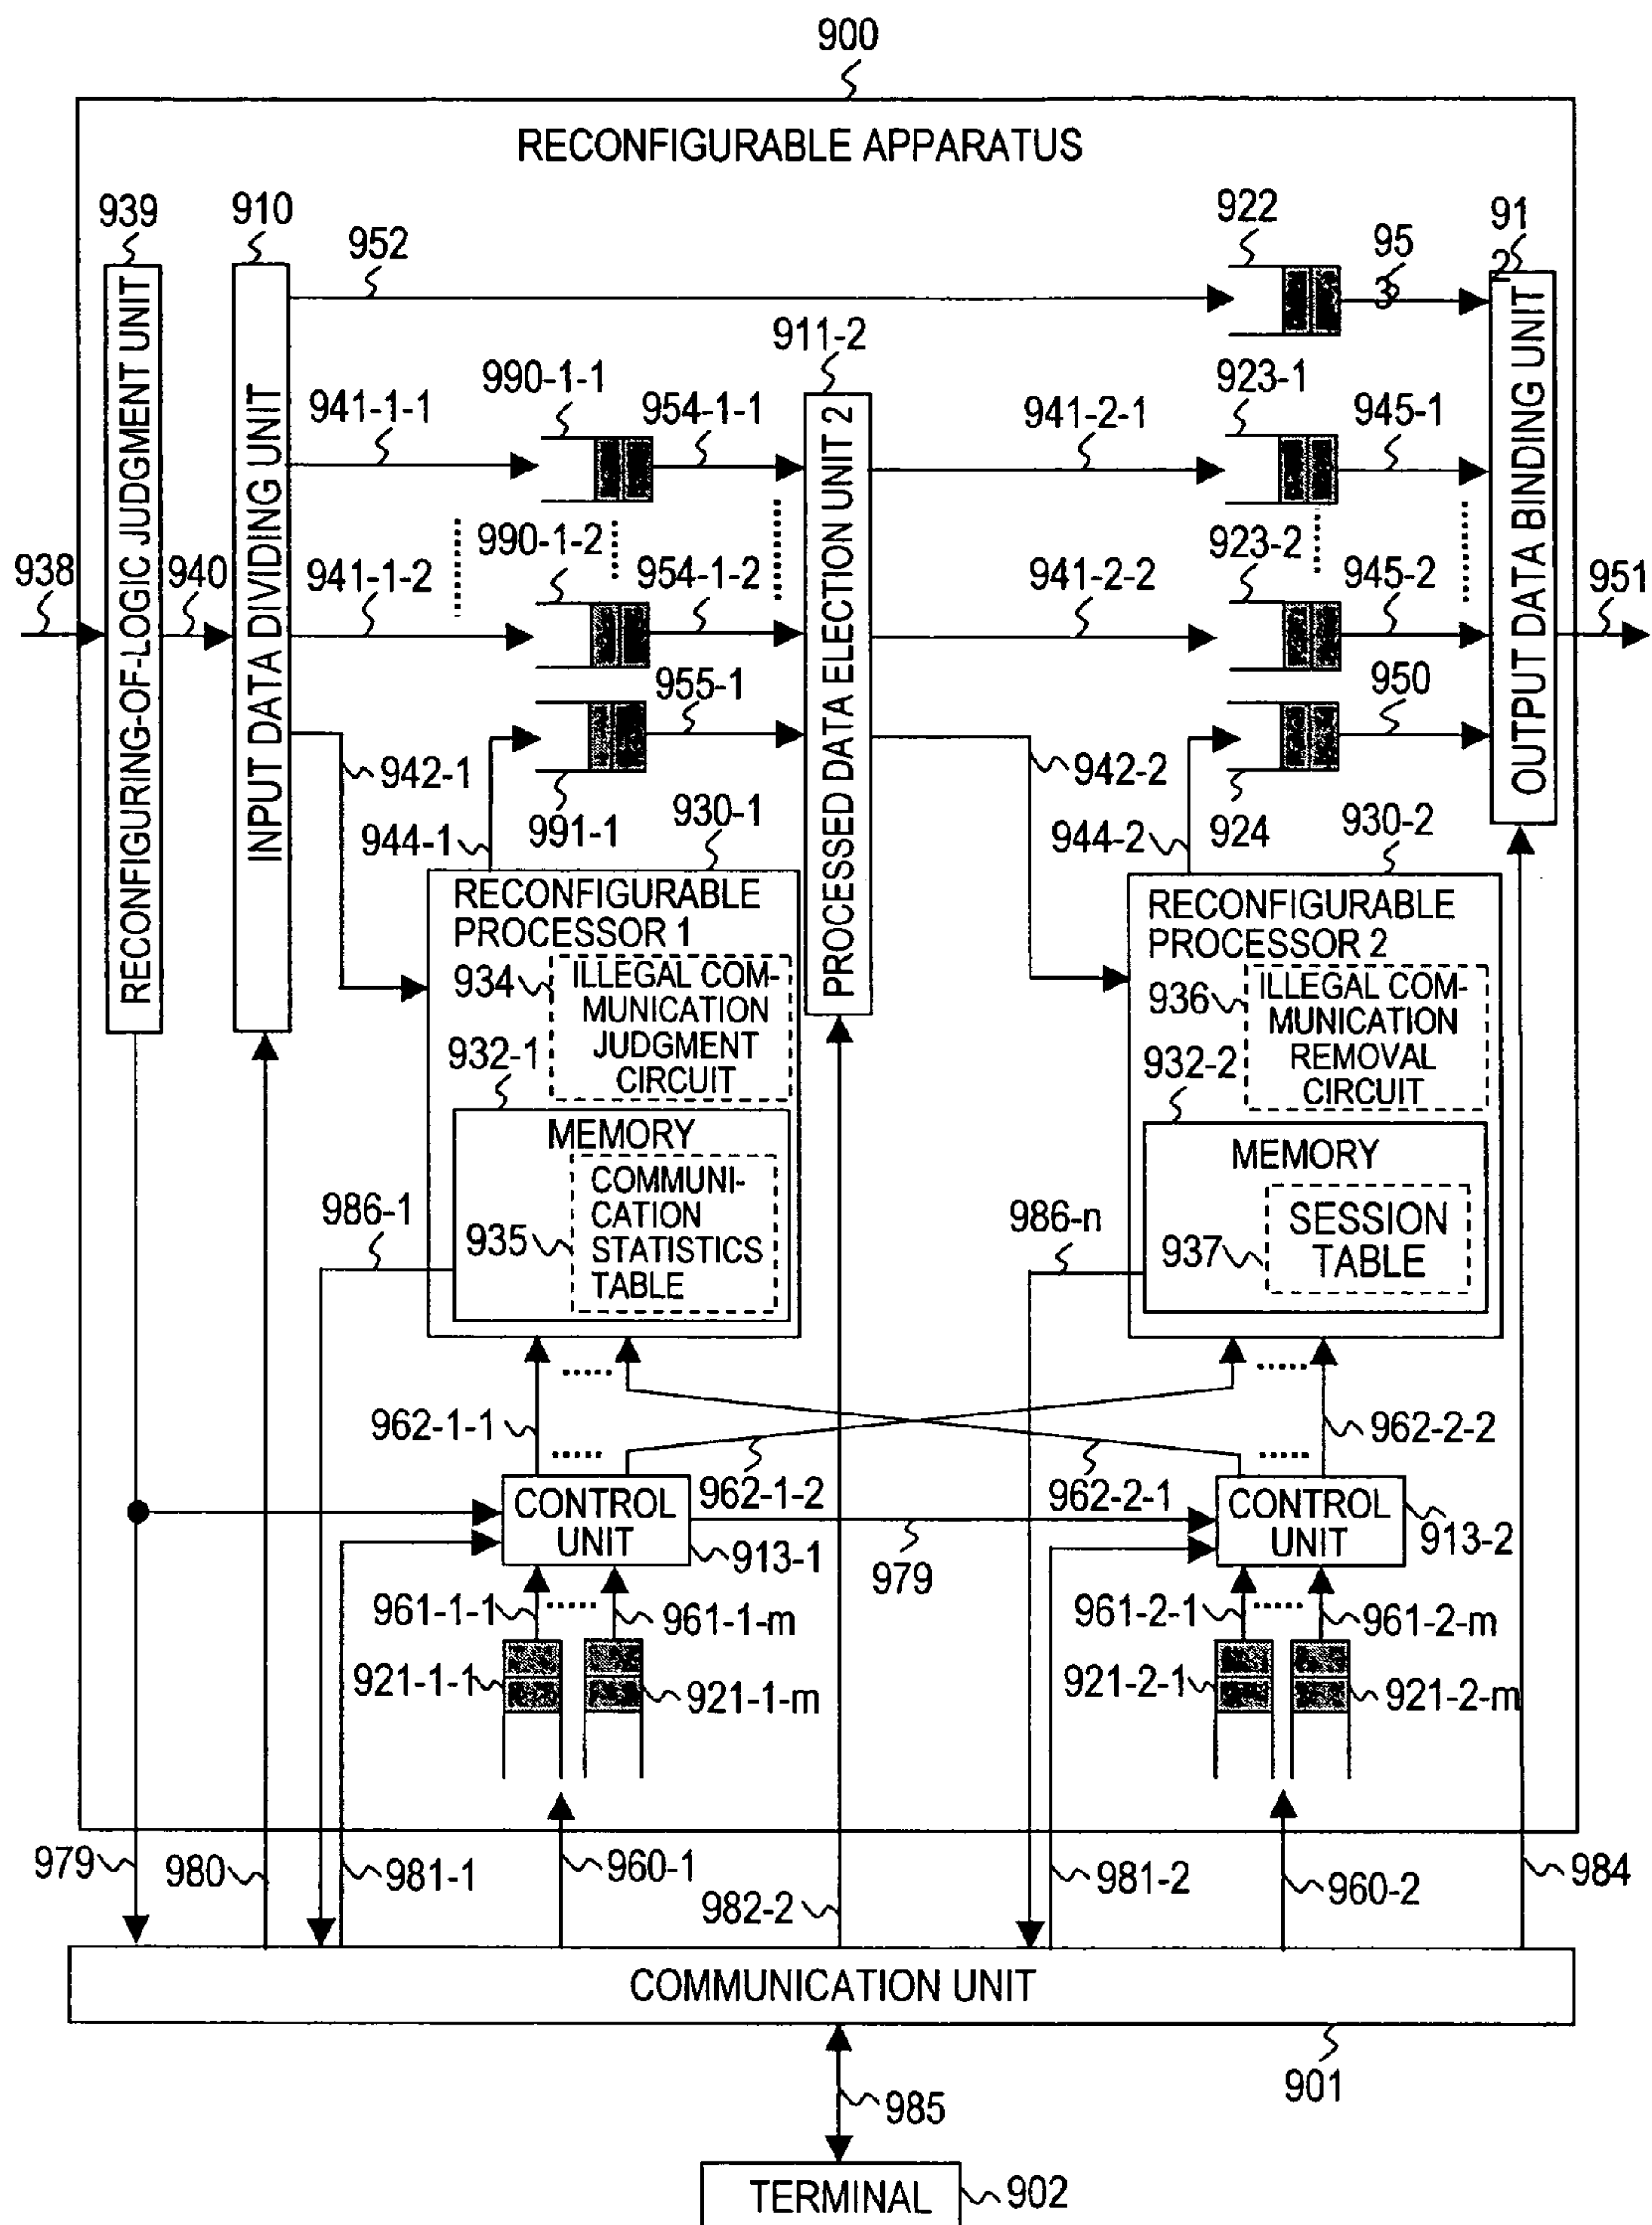 900
RECONFIGURABLE APPARATUS
939
910
952
922
95
3
91
2
RECONFIGURING-OF-LOGIC JUDGMENT UNIT
INPUT DATA DIVIDING UNIT
PROCESSED DATA ELECTION UNIT 2
OUTPUT DATA BINDING UNIT
911-2
941-1-1
990-1-1
954-1-1
941-2-1
923-1
945-1
938
940
941-1-2
990-1-2
954-1-2
941-2-2
923-2
945-2
951
955-1
950
942-1
991-1
944-1
930-1
942-2
944-2
924
930-2
RECONFIGURABLE
PROCESSOR 1
934
ILLEGAL COM-
MUNICATION
JUDGMENT
CIRCUIT
932-1
MEMORY
935
COMMUNI-
CATION
STATISTICS
TABLE
986-1
RECONFIGURABLE
PROCESSOR 2
936
ILLEGAL COM-
MUNICATION
REMOVAL
CIRCUIT
932-2
MEMORY
937
SESSION
TABLE
986-n
962-1-1
962-1-2
962-2-1
962-2-2
CONTROL
UNIT
913-1
979
CONTROL
UNIT
913-2
961-1-1
961-1-m
961-2-1
961-2-m
921-1-1
921-1-m
921-2-1
921-2-m
979
980
981-1
960-1
982-2
981-2
960-2
984
COMMUNICATION UNIT
901
985
TERMINAL
902